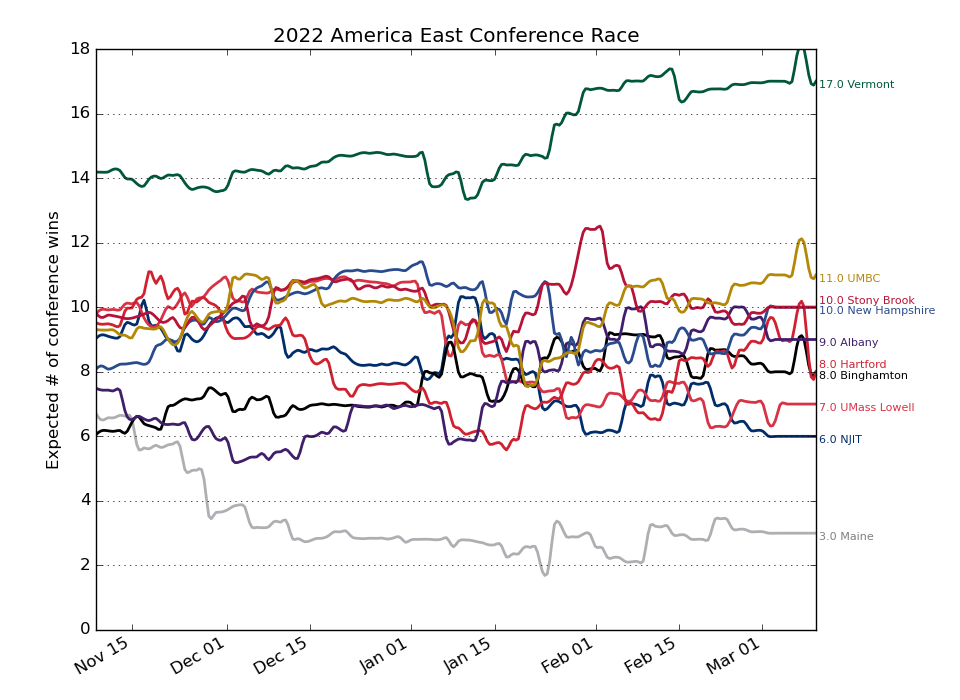 2022 America East Conference Race
Expected # of conference wins
18
16
14
12
10
8
6
4
2
0
Nov 15
Dec 01
Dec 15
Jan 01
Jan 15
Feb 01
Feb 15
Mar 01
17.0 Vermont
11.0 UMBC
10.0 Stony Brook
10.0 New Hampshire
9.0 Albany
8.0 Hartford
8.0 Binghamton
7.0 UMass Lowell
6.0 NJIT
3.0 Maine